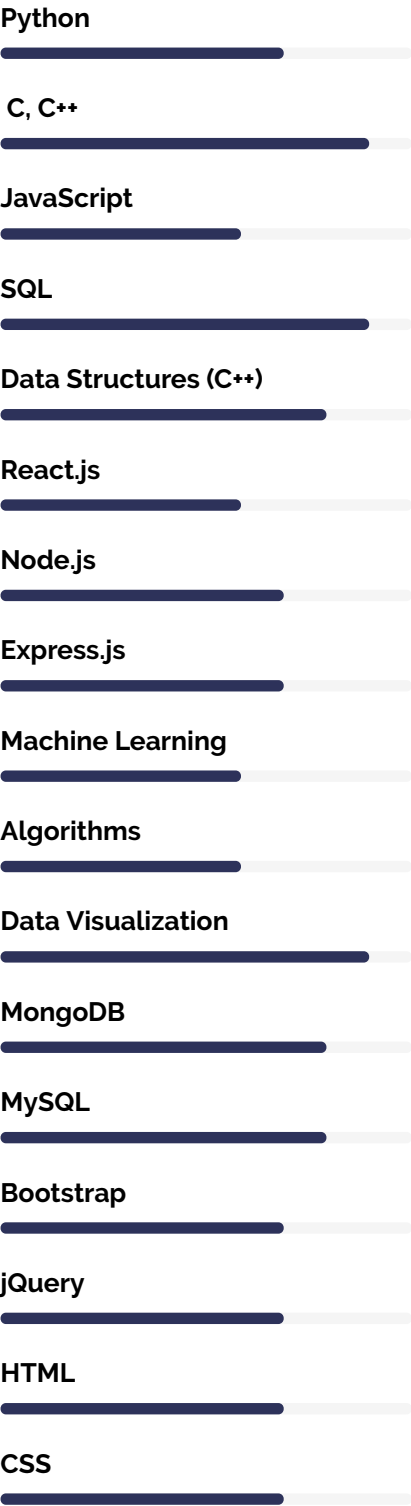 Python
C, C++
JavaScript
SQL
Data Structures (C++)
React.js
Node.js
Express.js
Machine Learning
Algorithms
Data Visualization
MongoDB
MySQL
Bootstrap
jQuery
HTML
CSS